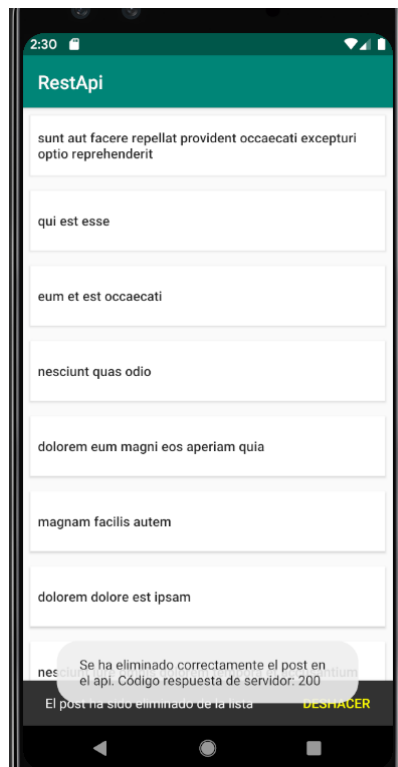 2:30
RestApi
sunt aut facere repellat provident occaecati excepturi
optio reprehenderit
qui est esse
eum et est occaecati
nesciunt quas odio
dolorem eum magni eos aperiam quia
magnam facilis autem
dolorem dolore est ipsam
Se ha eliminado correctamente el post en
el api. Código respuesta de servidor: 200
El post ha sido eliminado de la lista DESHACER